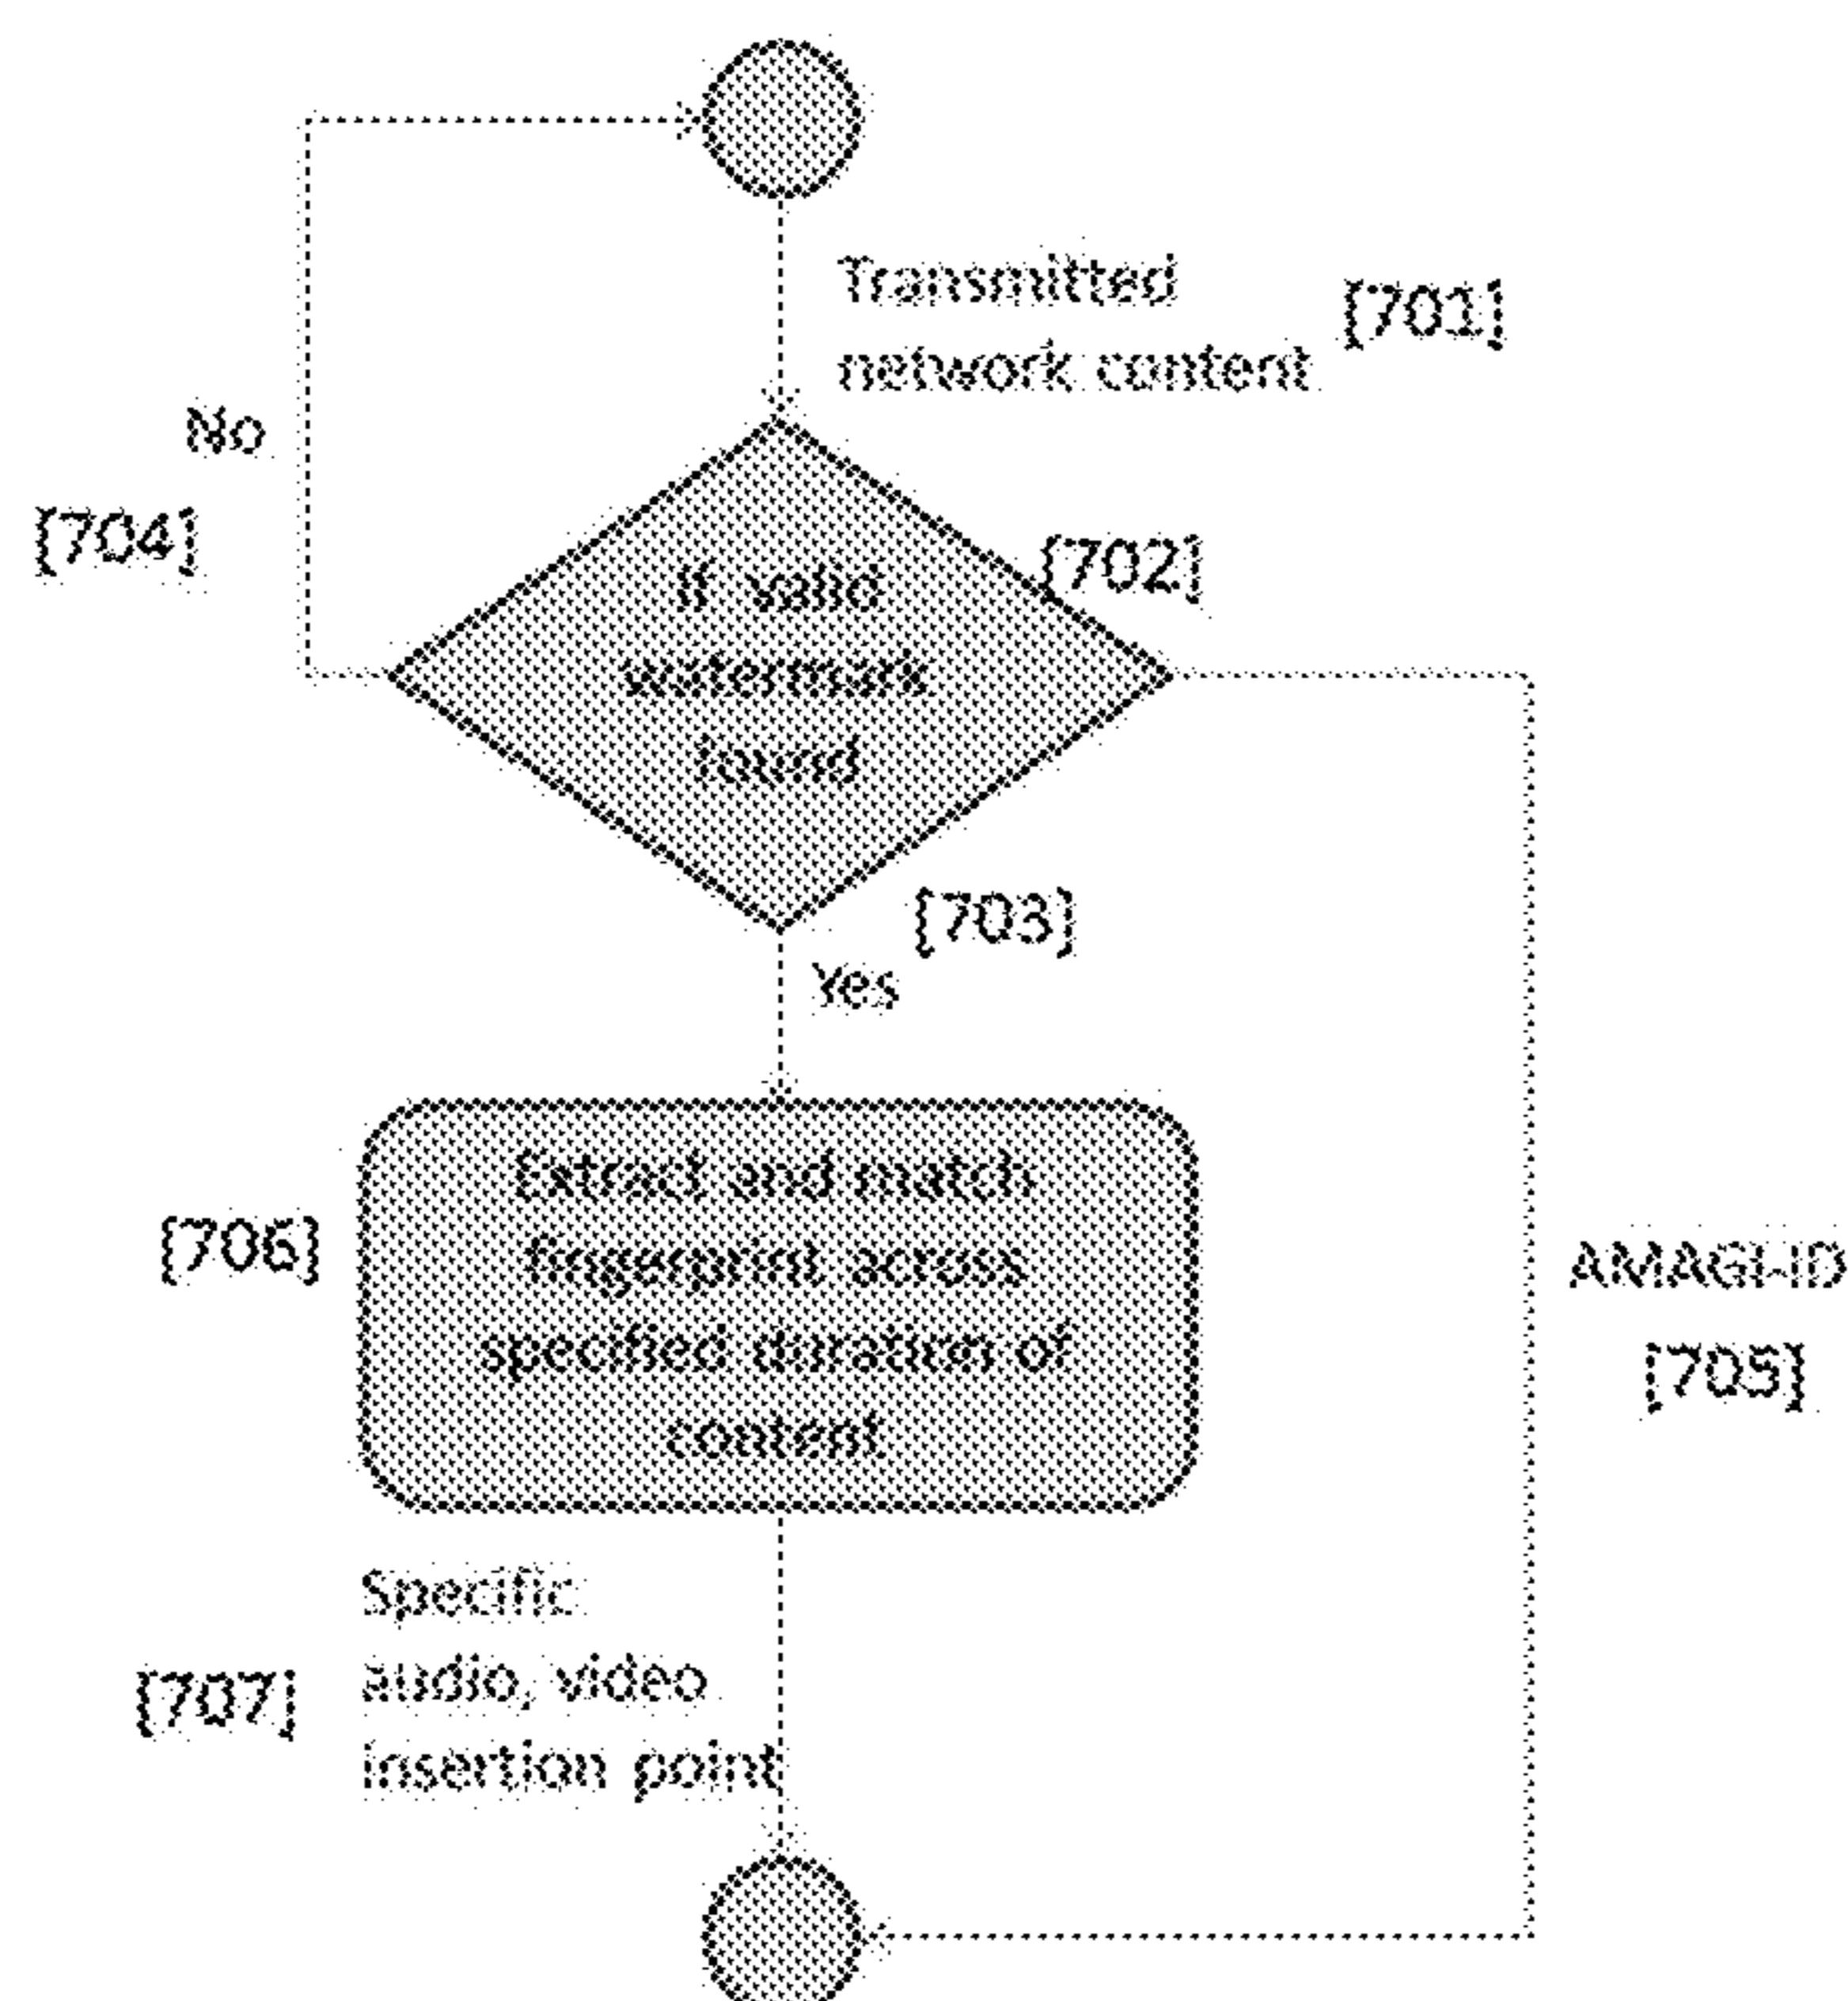 Transmitted
network content
[701]
No
[704]
[702]
If valid
watermark
found
[703]
Yes
Extract and match
fingerprint across
specified duration of
content
[706]
AMAGI-ID
[705]
Specific
audio, video
insertion point
[707]